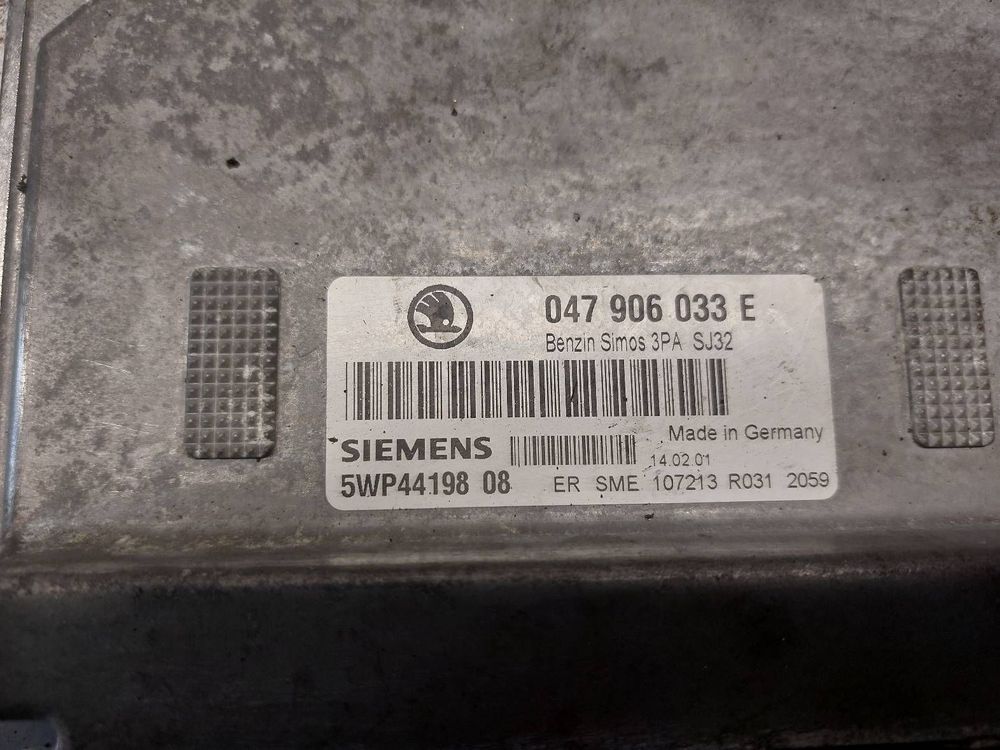 047 906 033 E
Benzin Simos 3PA SJ32
SIEMENS
Made in Germany
14.02.01
5WP44198 08
ER SME 107213 R031 2059